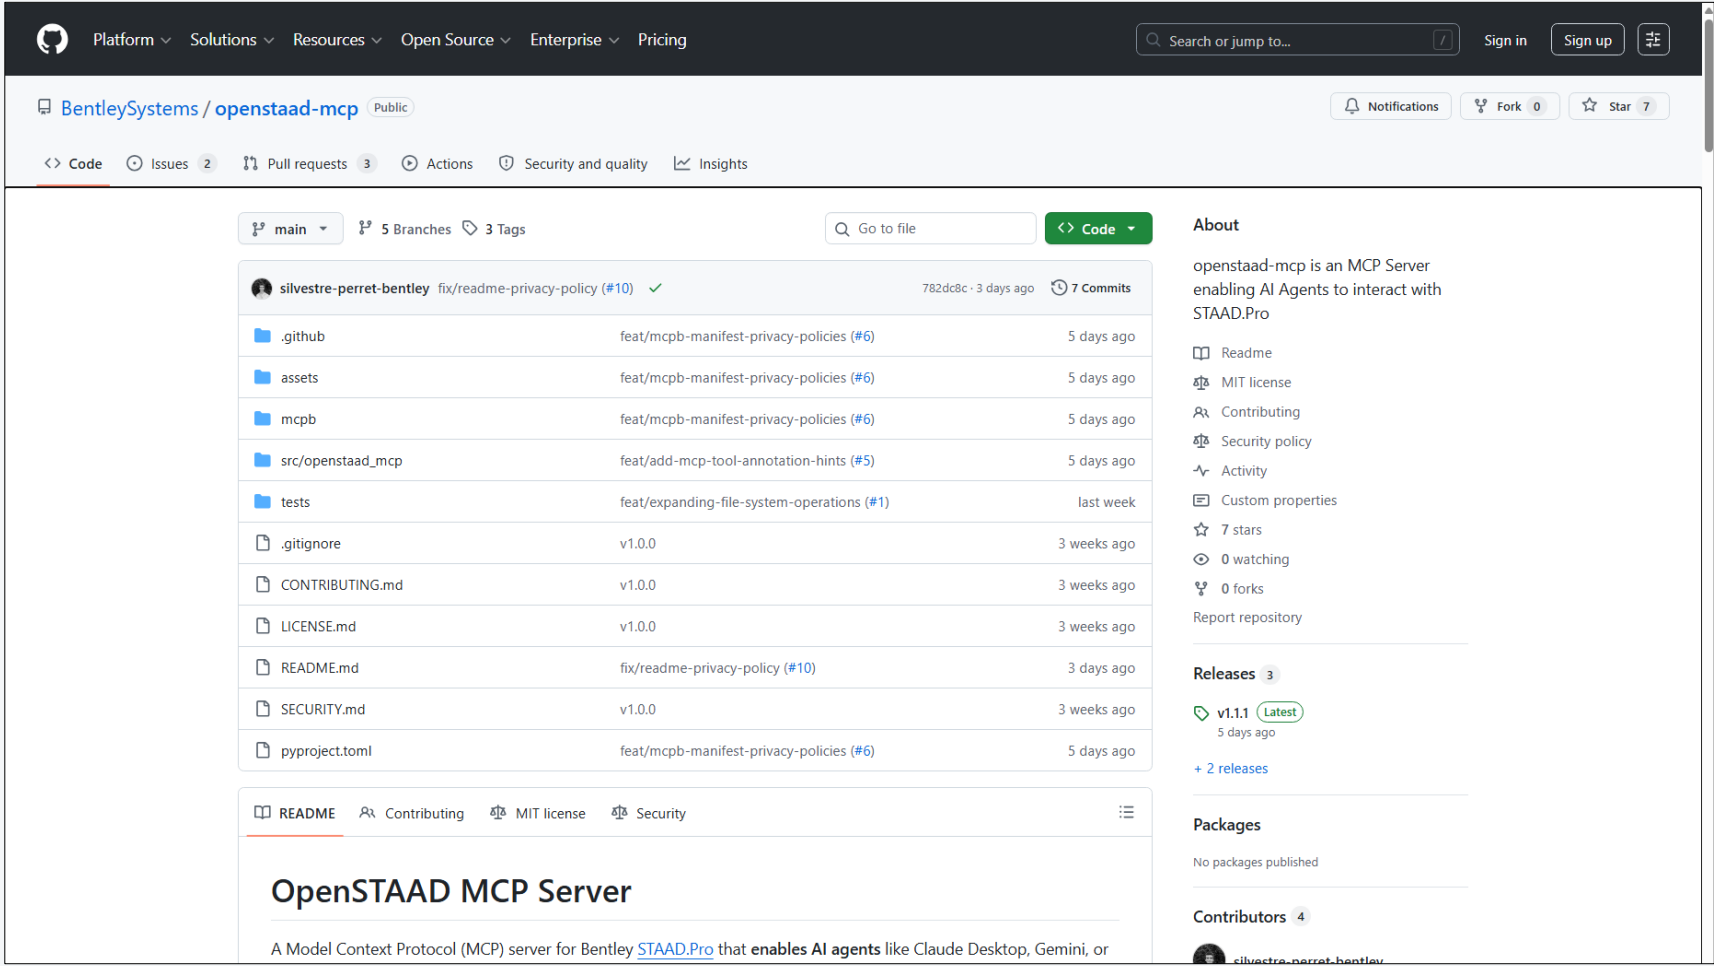 Platform Solutions Resources Open Source Enterprise Pricing Search or jump to... / Sign in Sign up
BentleySystems / openstaad-mcp Public Notifications Fork 0 Star 7
Code Issues 2 Pull requests 3 Actions Security and quality Insights
main 5 Branches 3 Tags Go to file Code
silvestre-perret-bentley fix/readme-privacy-policy (#10) 782dc8c · 3 days ago 7 Commits
.github feat/mcpb-manifest-privacy-policies (#6) 5 days ago
assets feat/mcpb-manifest-privacy-policies (#6) 5 days ago
mcpb feat/mcpb-manifest-privacy-policies (#6) 5 days ago
src/openstaad_mcp feat/add-mcp-tool-annotation-hints (#5) 5 days ago
tests feat/expanding-file-system-operations (#1) last week
.gitignore v1.0.0 3 weeks ago
CONTRIBUTING.md v1.0.0 3 weeks ago
LICENSE.md v1.0.0 3 weeks ago
README.md fix/readme-privacy-policy (#10) 3 days ago
SECURITY.md v1.0.0 3 weeks ago
pyproject.toml feat/mcpb-manifest-privacy-policies (#6) 5 days ago
README Contributing MIT license Security
OpenSTAAD MCP Server
A Model Context Protocol (MCP) server for Bentley STAAD.Pro that enables AI agents like Claude Desktop, Gemini, or
About
openstaad-mcp is an MCP Server
enabling AI Agents to interact with
STAAD.Pro
Readme
MIT license
Contributing
Security policy
Activity
Custom properties
7 stars
0 watching
0 forks
Report repository
Releases 3
v1.1.1 Latest
5 days ago
+ 2 releases
Packages
No packages published
Contributors 4
silvestre-perret-bentley